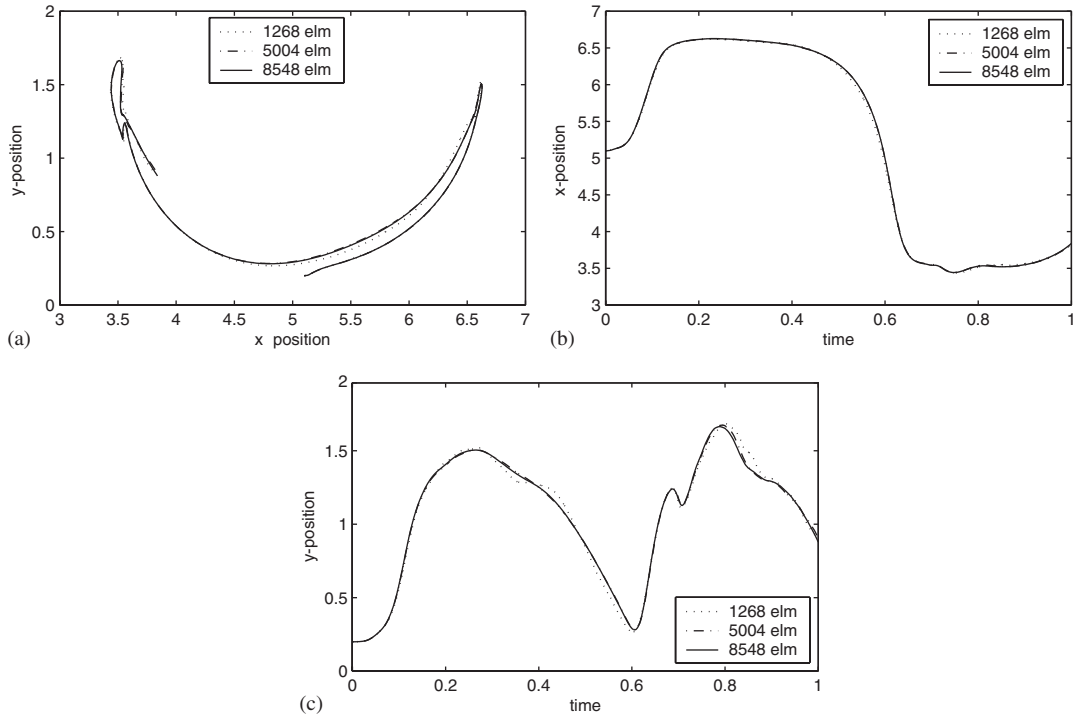 2
1268 elm
5004 elm
8548 elm
1.5
1
0.5
0
y-position
3
3.5
4
4.5
5
5.5
6
6.5
7
x position
(a)
7
1268 elm
5004 elm
8548 elm
6.5
6
5.5
5
4.5
4
3.5
3
x-position
0
0.2
0.4
0.6
0.8
1
time
(b)
2
1.5
1
0.5
0
y-position
1268 elm
5004 elm
8548 elm
0
0.2
0.4
0.6
0.8
1
time
(c)